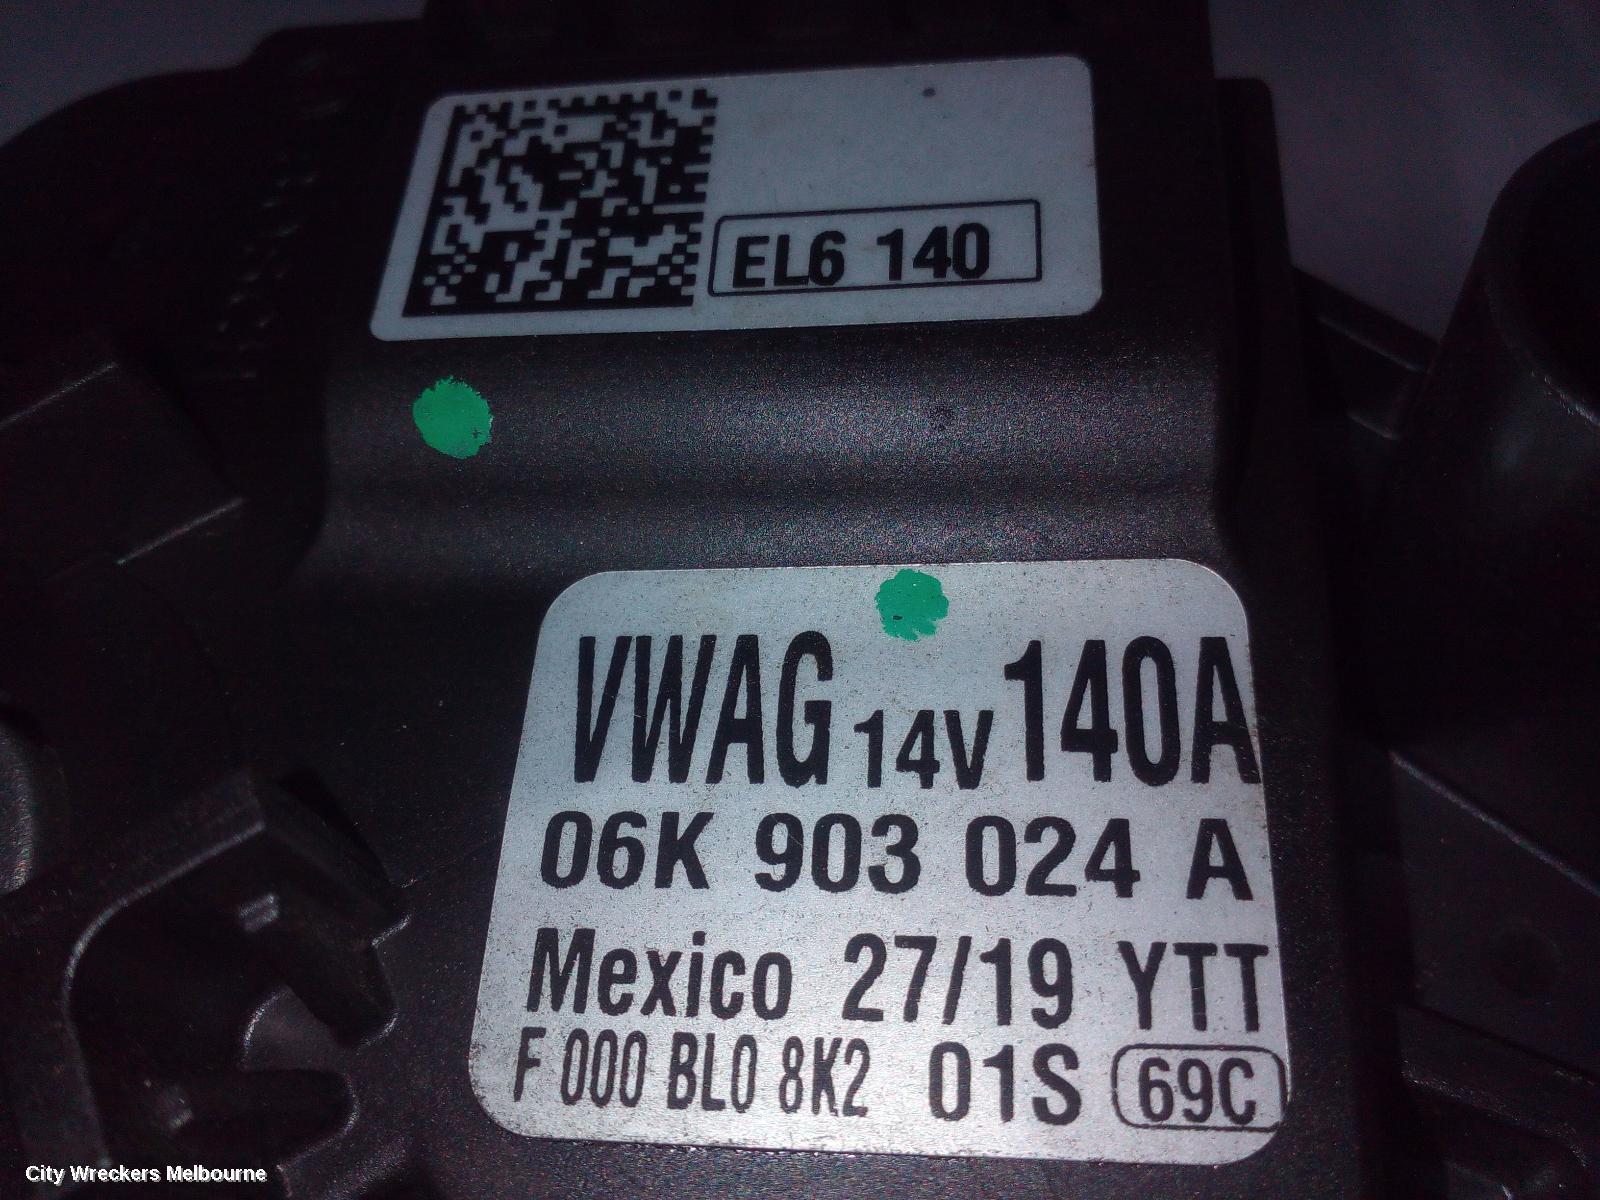 EL6 140
VWAG 14V 140A
06K 903 024 A
Mexico 27/19 YTT
F 000 BL0 8K2 01S 69C
City Wreckers Melbourne